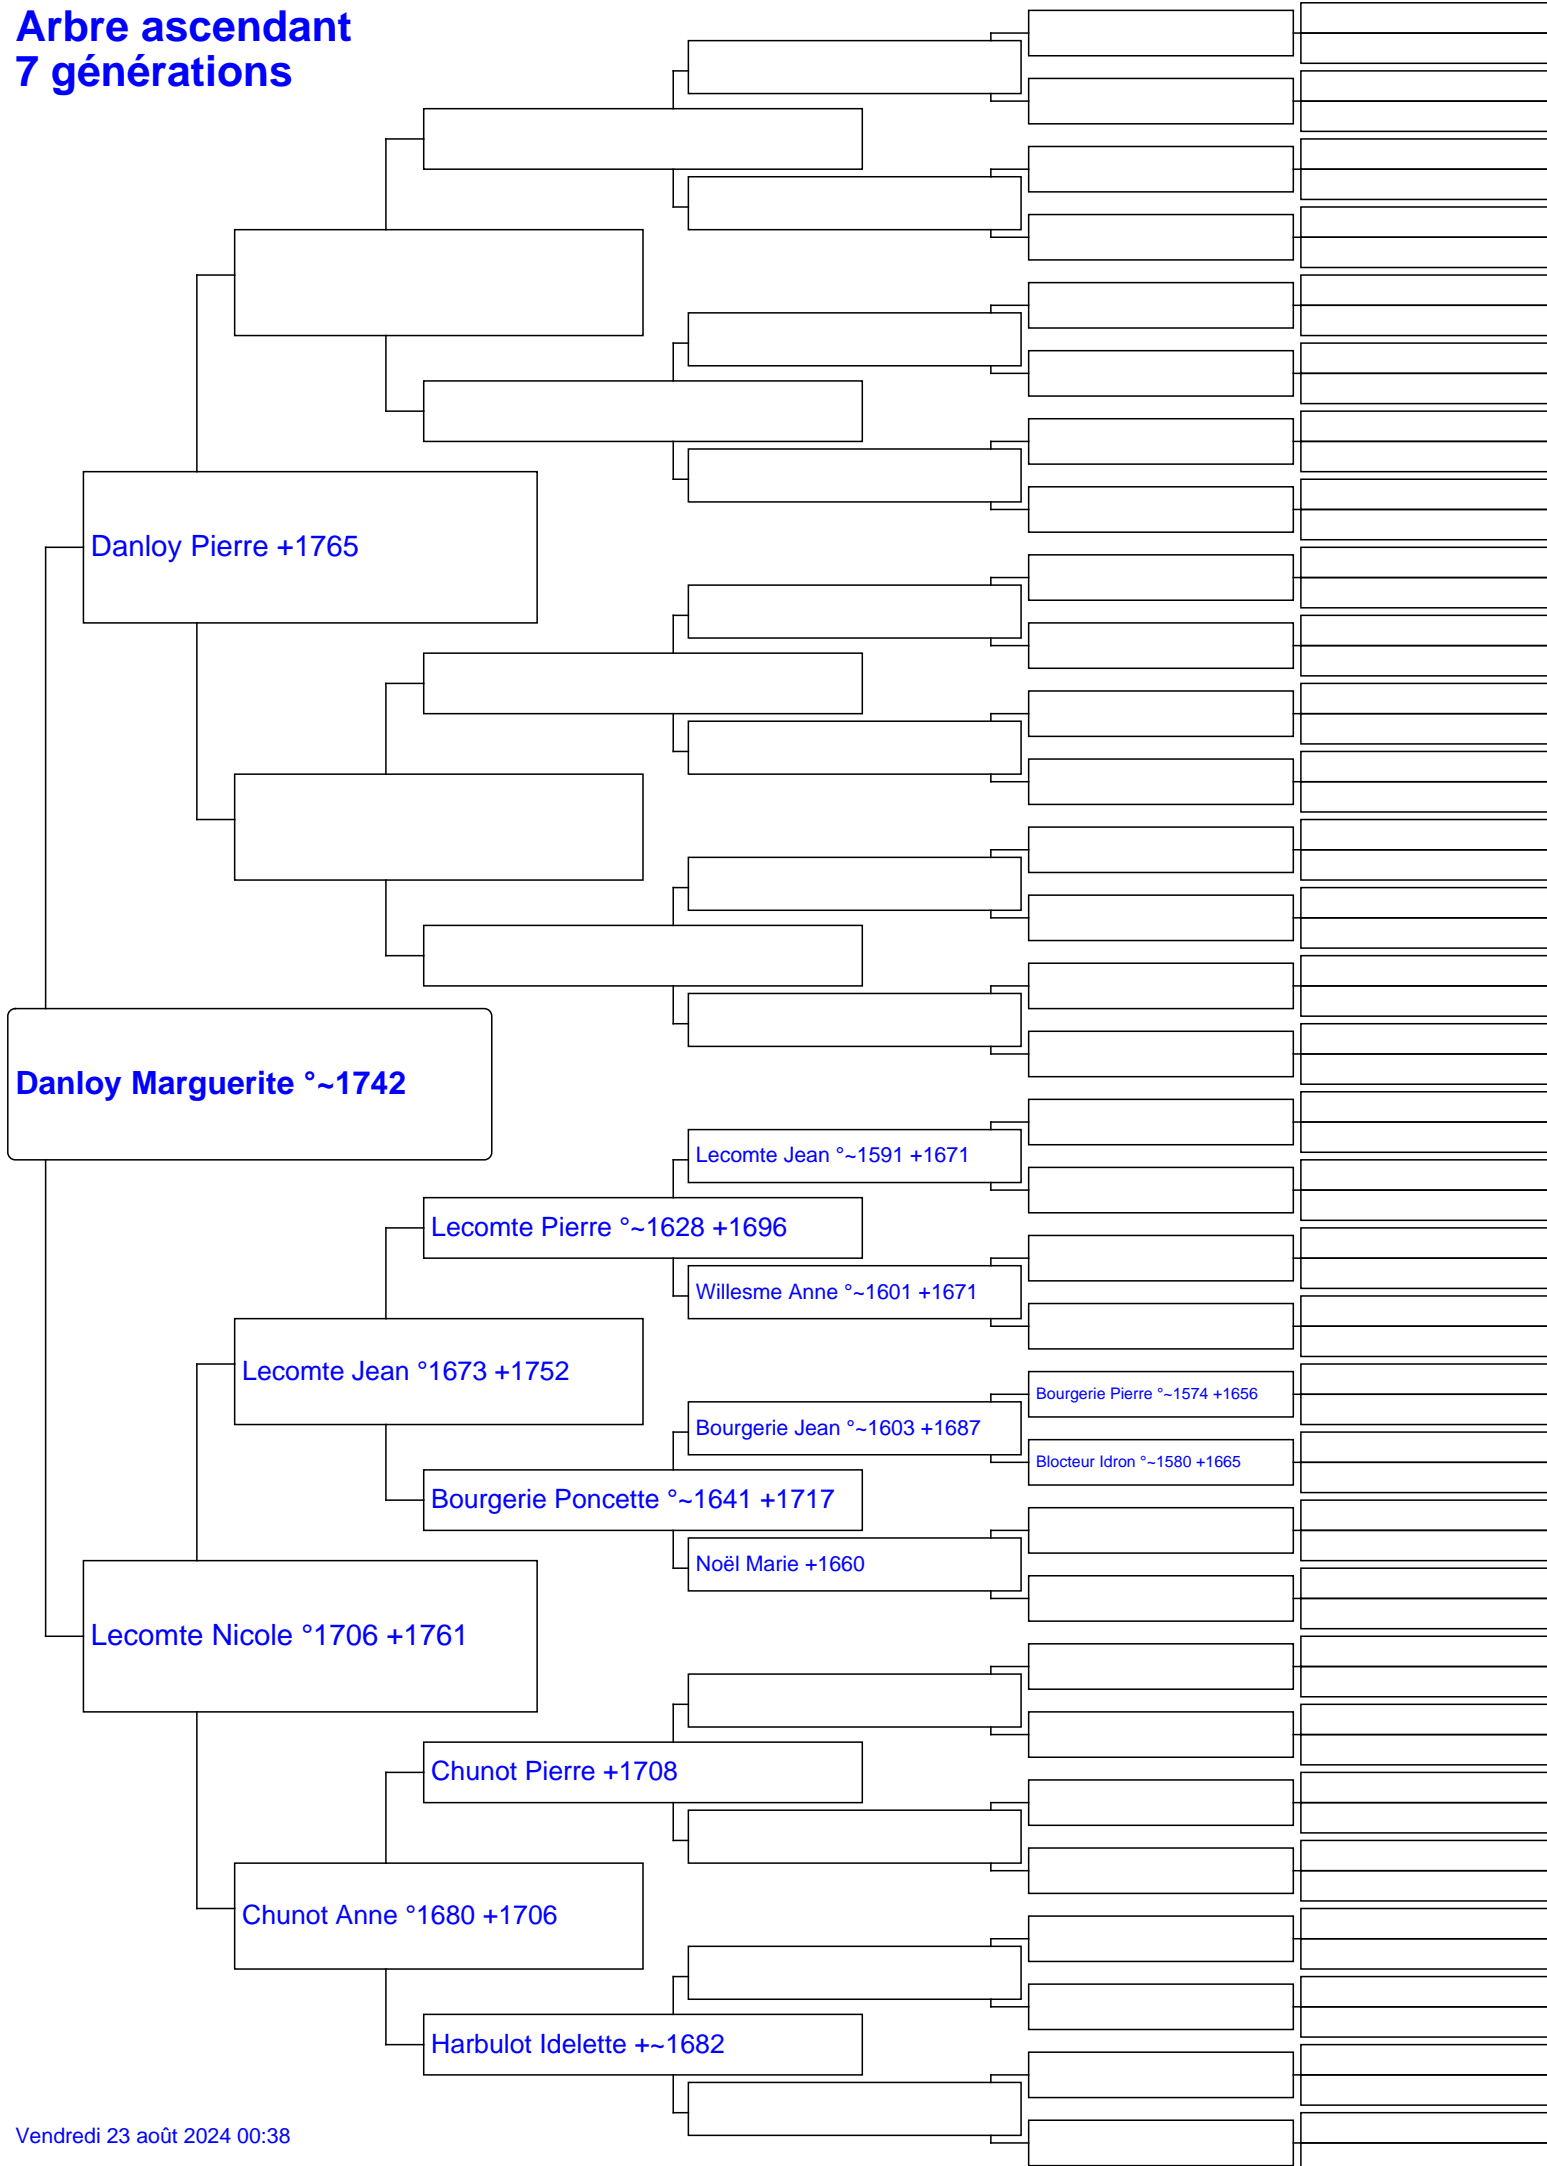 Arbre ascendant
7 générations
Danloy Pierre +1765
Danloy Marguerite °~1742
Lecomte Jean °~1591 +1671
Lecomte Pierre °~1628 +1696
Willesme Anne °~1601 +1671
Lecomte Jean °1673 +1752
Bourgerie Pierre °~1574 +1656
Bourgerie Jean °~1603 +1687
Blocteur Idron °~1580 +1665
Bourgerie Poncette °~1641 +1717
Noël Marie +1660
Lecomte Nicole °1706 +1761
Chunot Pierre +1708
Chunot Anne °1680 +1706
Harbulot Idelette +~1682
Vendredi 23 août 2024 00:38